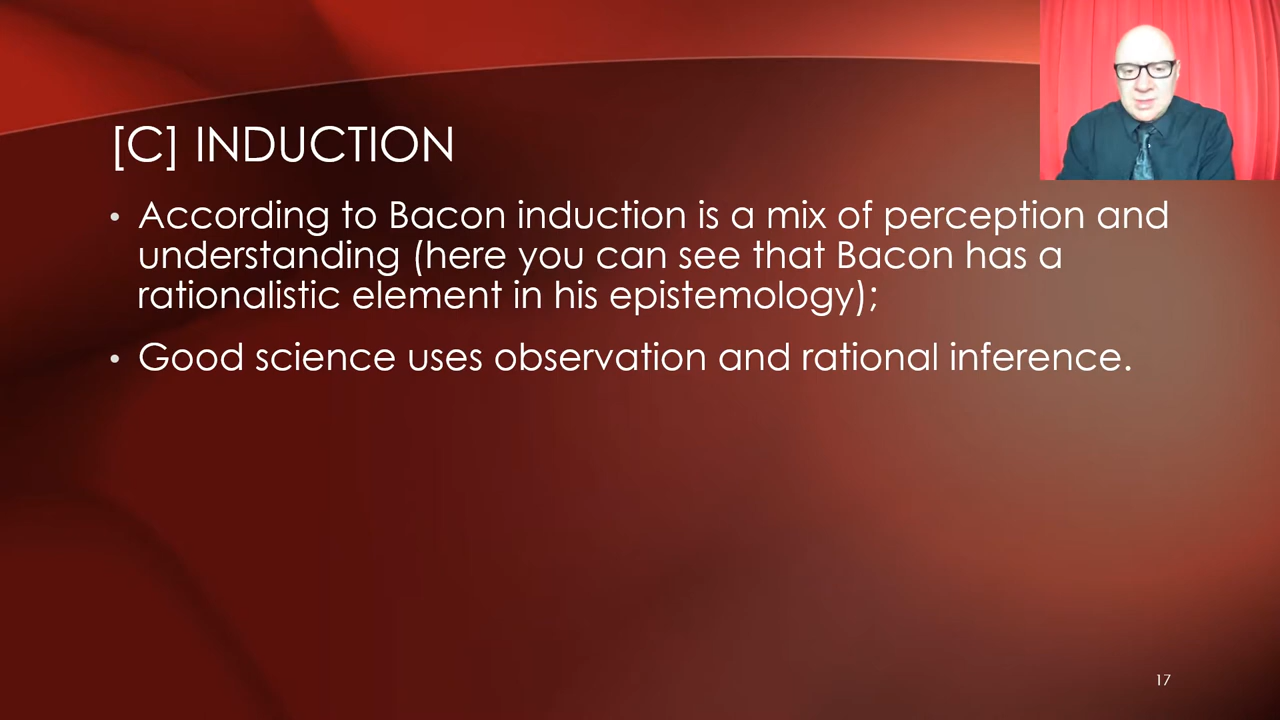 [C] INDUCTION
• According to Bacon induction is a mix of perception and
understanding (here you can see that Bacon has a
rationalistic element in his epistemology);
• Good science uses observation and rational inference.
17